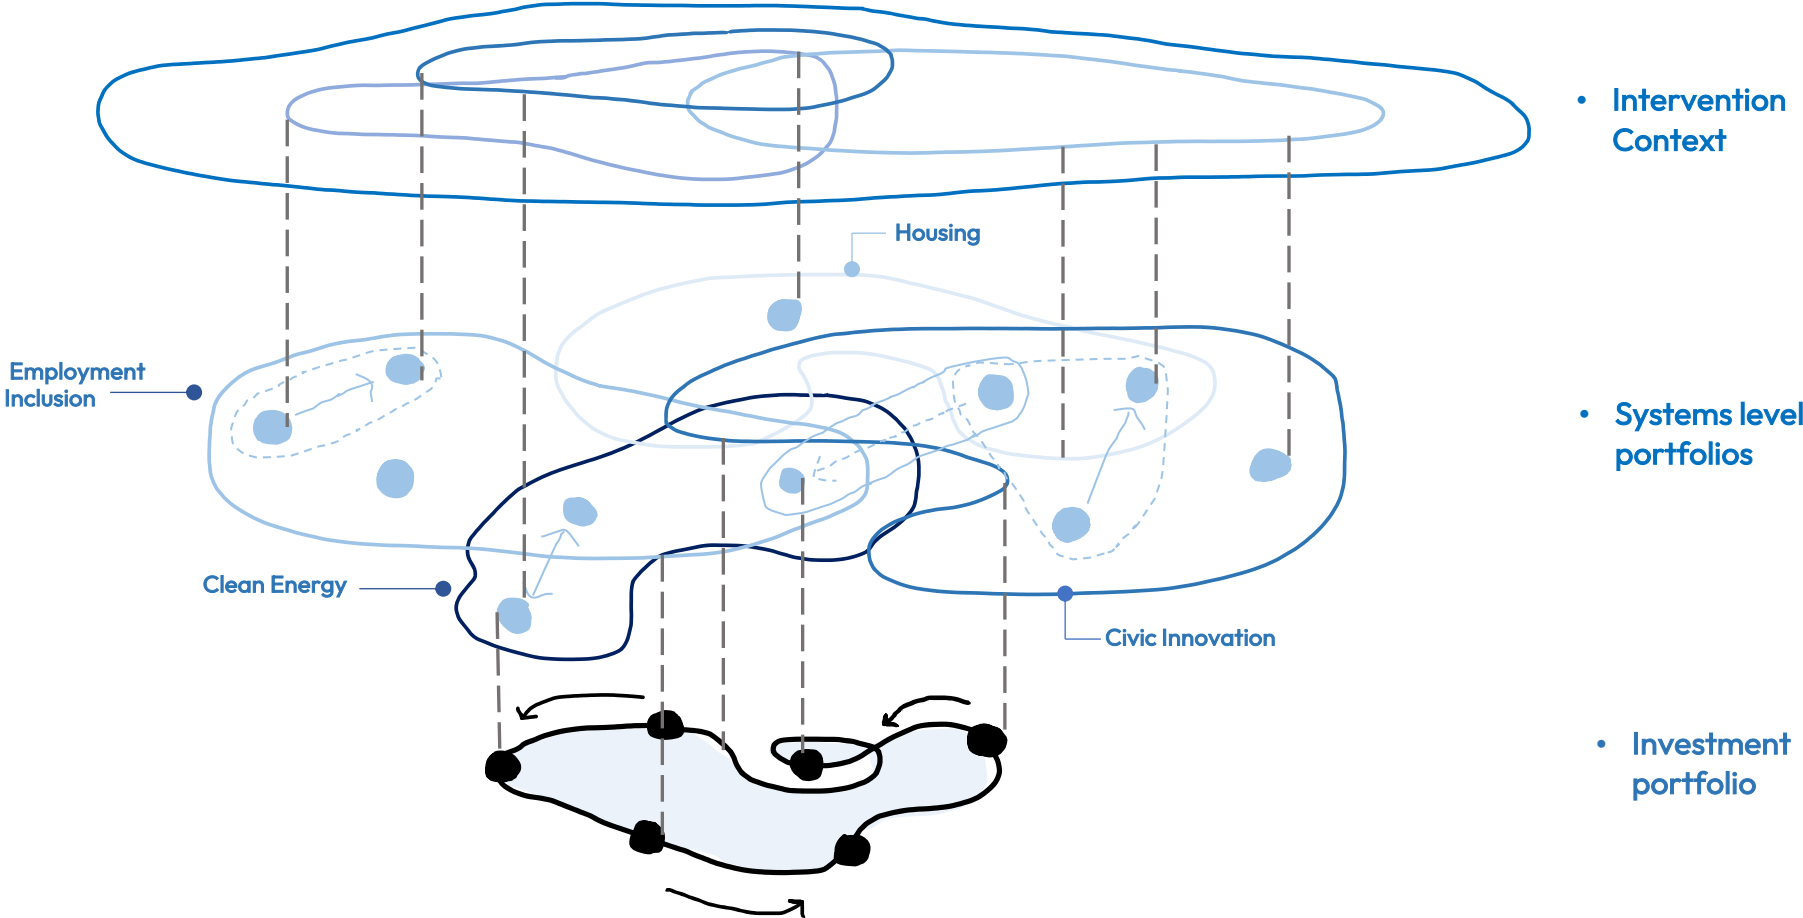 • Intervention
Context
Housing
Employment
Inclusion
• Systems level
portfolios
Clean Energy
Civic Innovation
• Investment
portfolio